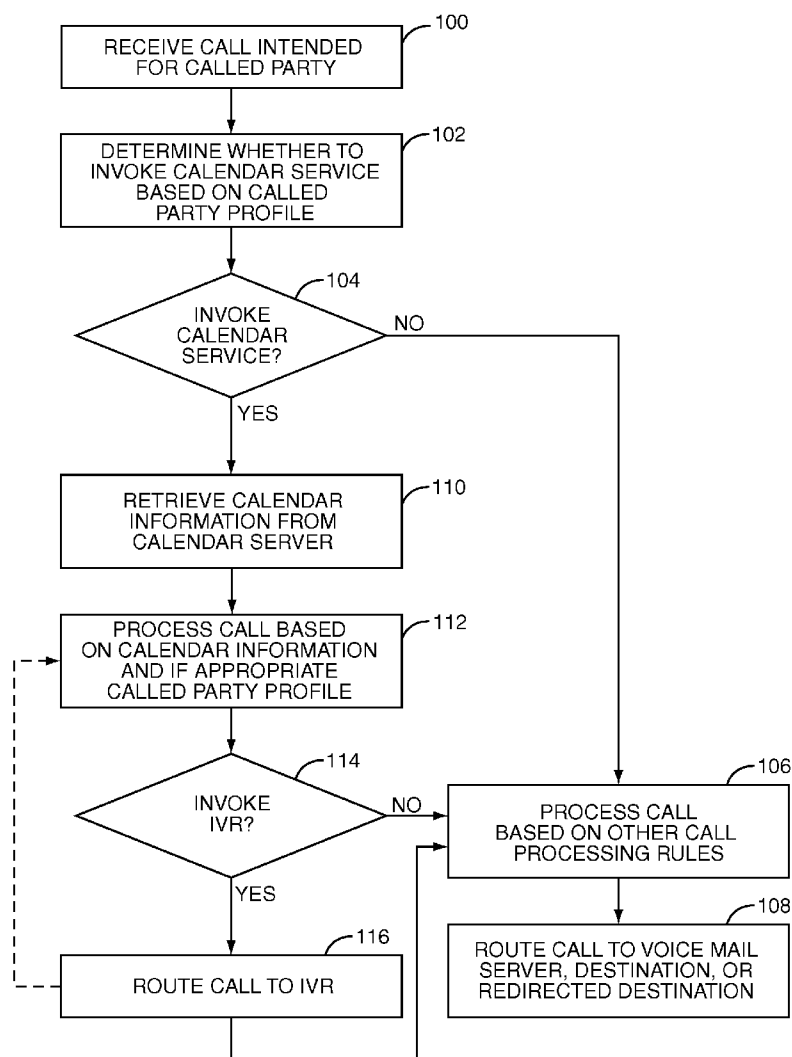 100
RECEIVE CALL INTENDED
FOR CALLED PARTY
102
DETERMINE WHETHER TO
INVOKE CALENDAR SERVICE
BASED ON CALLED
PARTY PROFILE
104
INVOKE
CALENDAR
SERVICE?
NO
YES
110
RETRIEVE CALENDAR
INFORMATION FROM
CALENDAR SERVER
112
PROCESS CALL BASED
ON CALENDAR INFORMATION
AND IF APPROPRIATE
CALLED PARTY PROFILE
114
INVOKE
IVR?
NO
YES
106
PROCESS CALL
BASED ON OTHER CALL
PROCESSING RULES
108
ROUTE CALL TO VOICE MAIL
SERVER, DESTINATION, OR
REDIRECTED DESTINATION
116
ROUTE CALL TO IVR